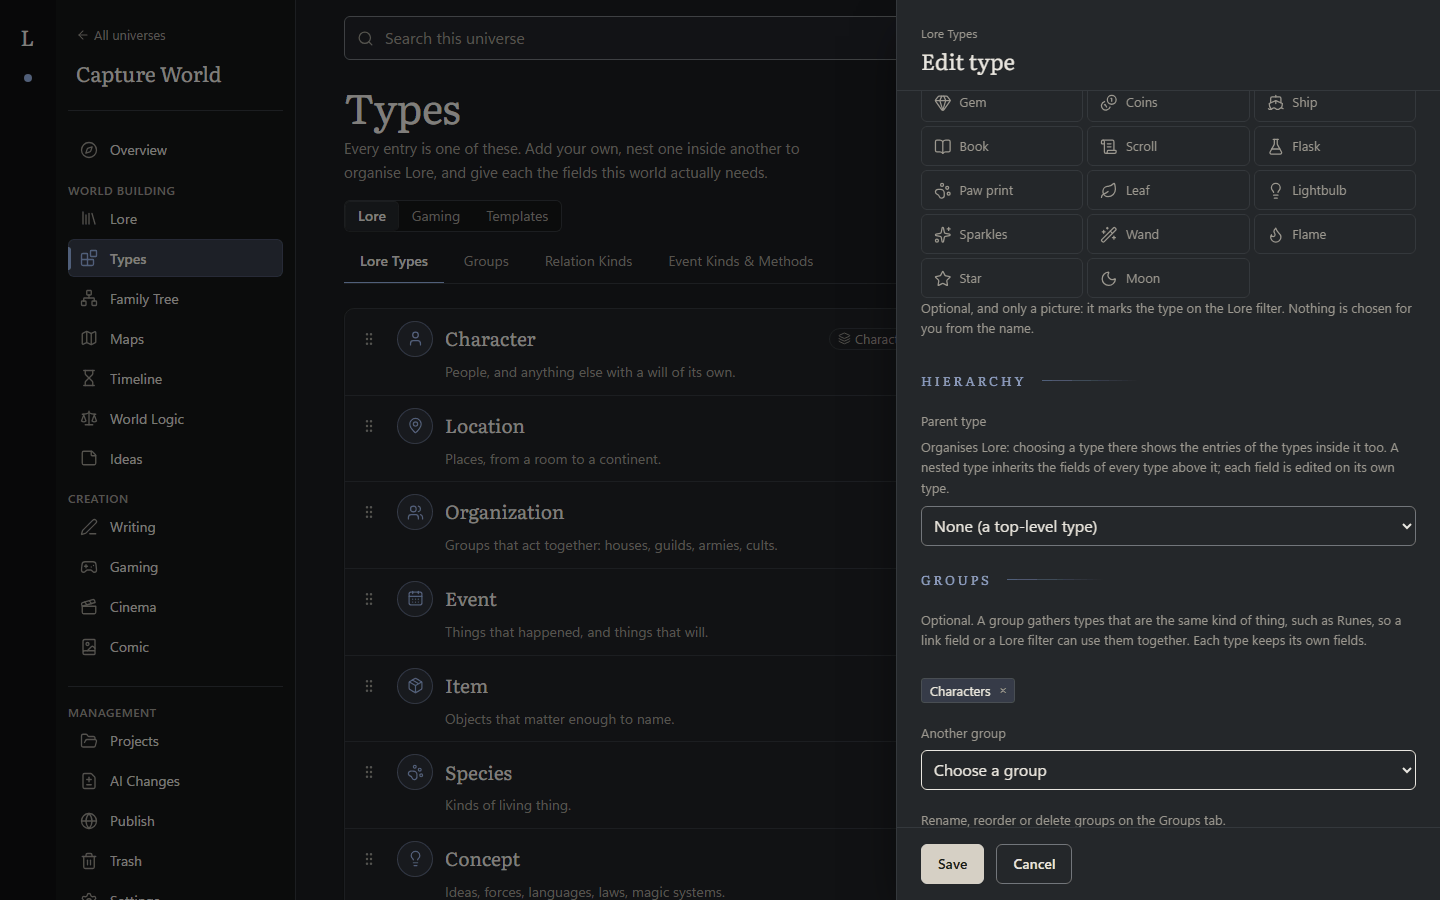 L
All universes
Capture World
Overview
WORLD BUILDING
Lore
Types
Family Tree
Maps
Timeline
World Logic
Ideas
CREATION
Writing
Gaming
Cinema
Comic
MANAGEMENT
Projects
AI Changes
Publish
Trash
Settings
Search this universe
Types
Every entry is one of these. Add your own, nest one inside another to
organise Lore, and give each the fields this world actually needs.
Lore Gaming Templates
Lore Types Groups Relation Kinds Event Kinds & Methods
Character
People, and anything else with a will of its own.
Location
Places, from a room to a continent.
Organization
Groups that act together: houses, guilds, armies, cults.
Event
Things that happened, and things that will.
Item
Objects that matter enough to name.
Species
Kinds of living thing.
Concept
Ideas, forces, languages, laws, magic systems.
Lore Types
Edit type
Gem Coins Ship
Book Scroll Flask
Paw print Leaf Lightbulb
Sparkles Wand Flame
Star Moon
Optional, and only a picture: it marks the type on the Lore filter. Nothing is chosen for
you from the name.
HIERARCHY
Parent type
Organises Lore: choosing a type there shows the entries of the types inside it too. A
nested type inherits the fields of every type above it; each field is edited on its own
type.
None (a top-level type)
GROUPS
Optional. A group gathers types that are the same kind of thing, such as Runes, so a
link field or a Lore filter can use them together. Each type keeps its own fields.
Characters ×
Another group
Choose a group
Rename, reorder or delete groups on the Groups tab.
Save Cancel